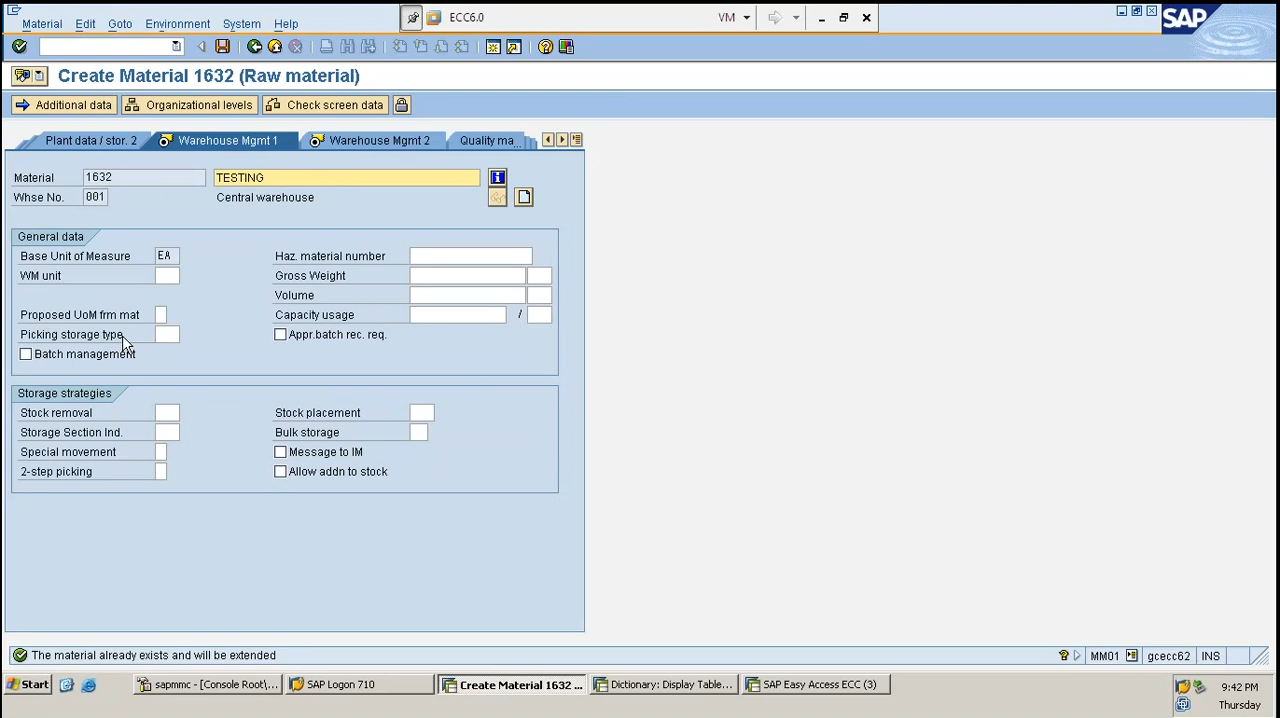 ECC6.0
VM
Material Edit Goto Environment System Help
SAP
Create Material 1632 (Raw material)
Additional data Organizational levels Check screen data
Plant data / stor. 2 Warehouse Mgmt 1 Warehouse Mgmt 2 Quality ma...
Material 1632 TESTING
Whse No. 001 Central warehouse
General data
Base Unit of Measure EA Haz. material number
WM unit Gross Weight
Volume
Proposed UoM frm mat Capacity usage /
Picking storage type Appr.batch rec. req.
Batch management
Storage strategies
Stock removal Stock placement
Storage Section Ind. Bulk storage
Special movement Message to IM
2-step picking Allow addn to stock
The material already exists and will be extended
MM01 gcecc62 INS
Start sapmmc - [Console Root\... SAP Logon 710 Create Material 1632 ... Dictionary: Display Table... SAP Easy Access ECC (3) 9:42 PM
Thursday